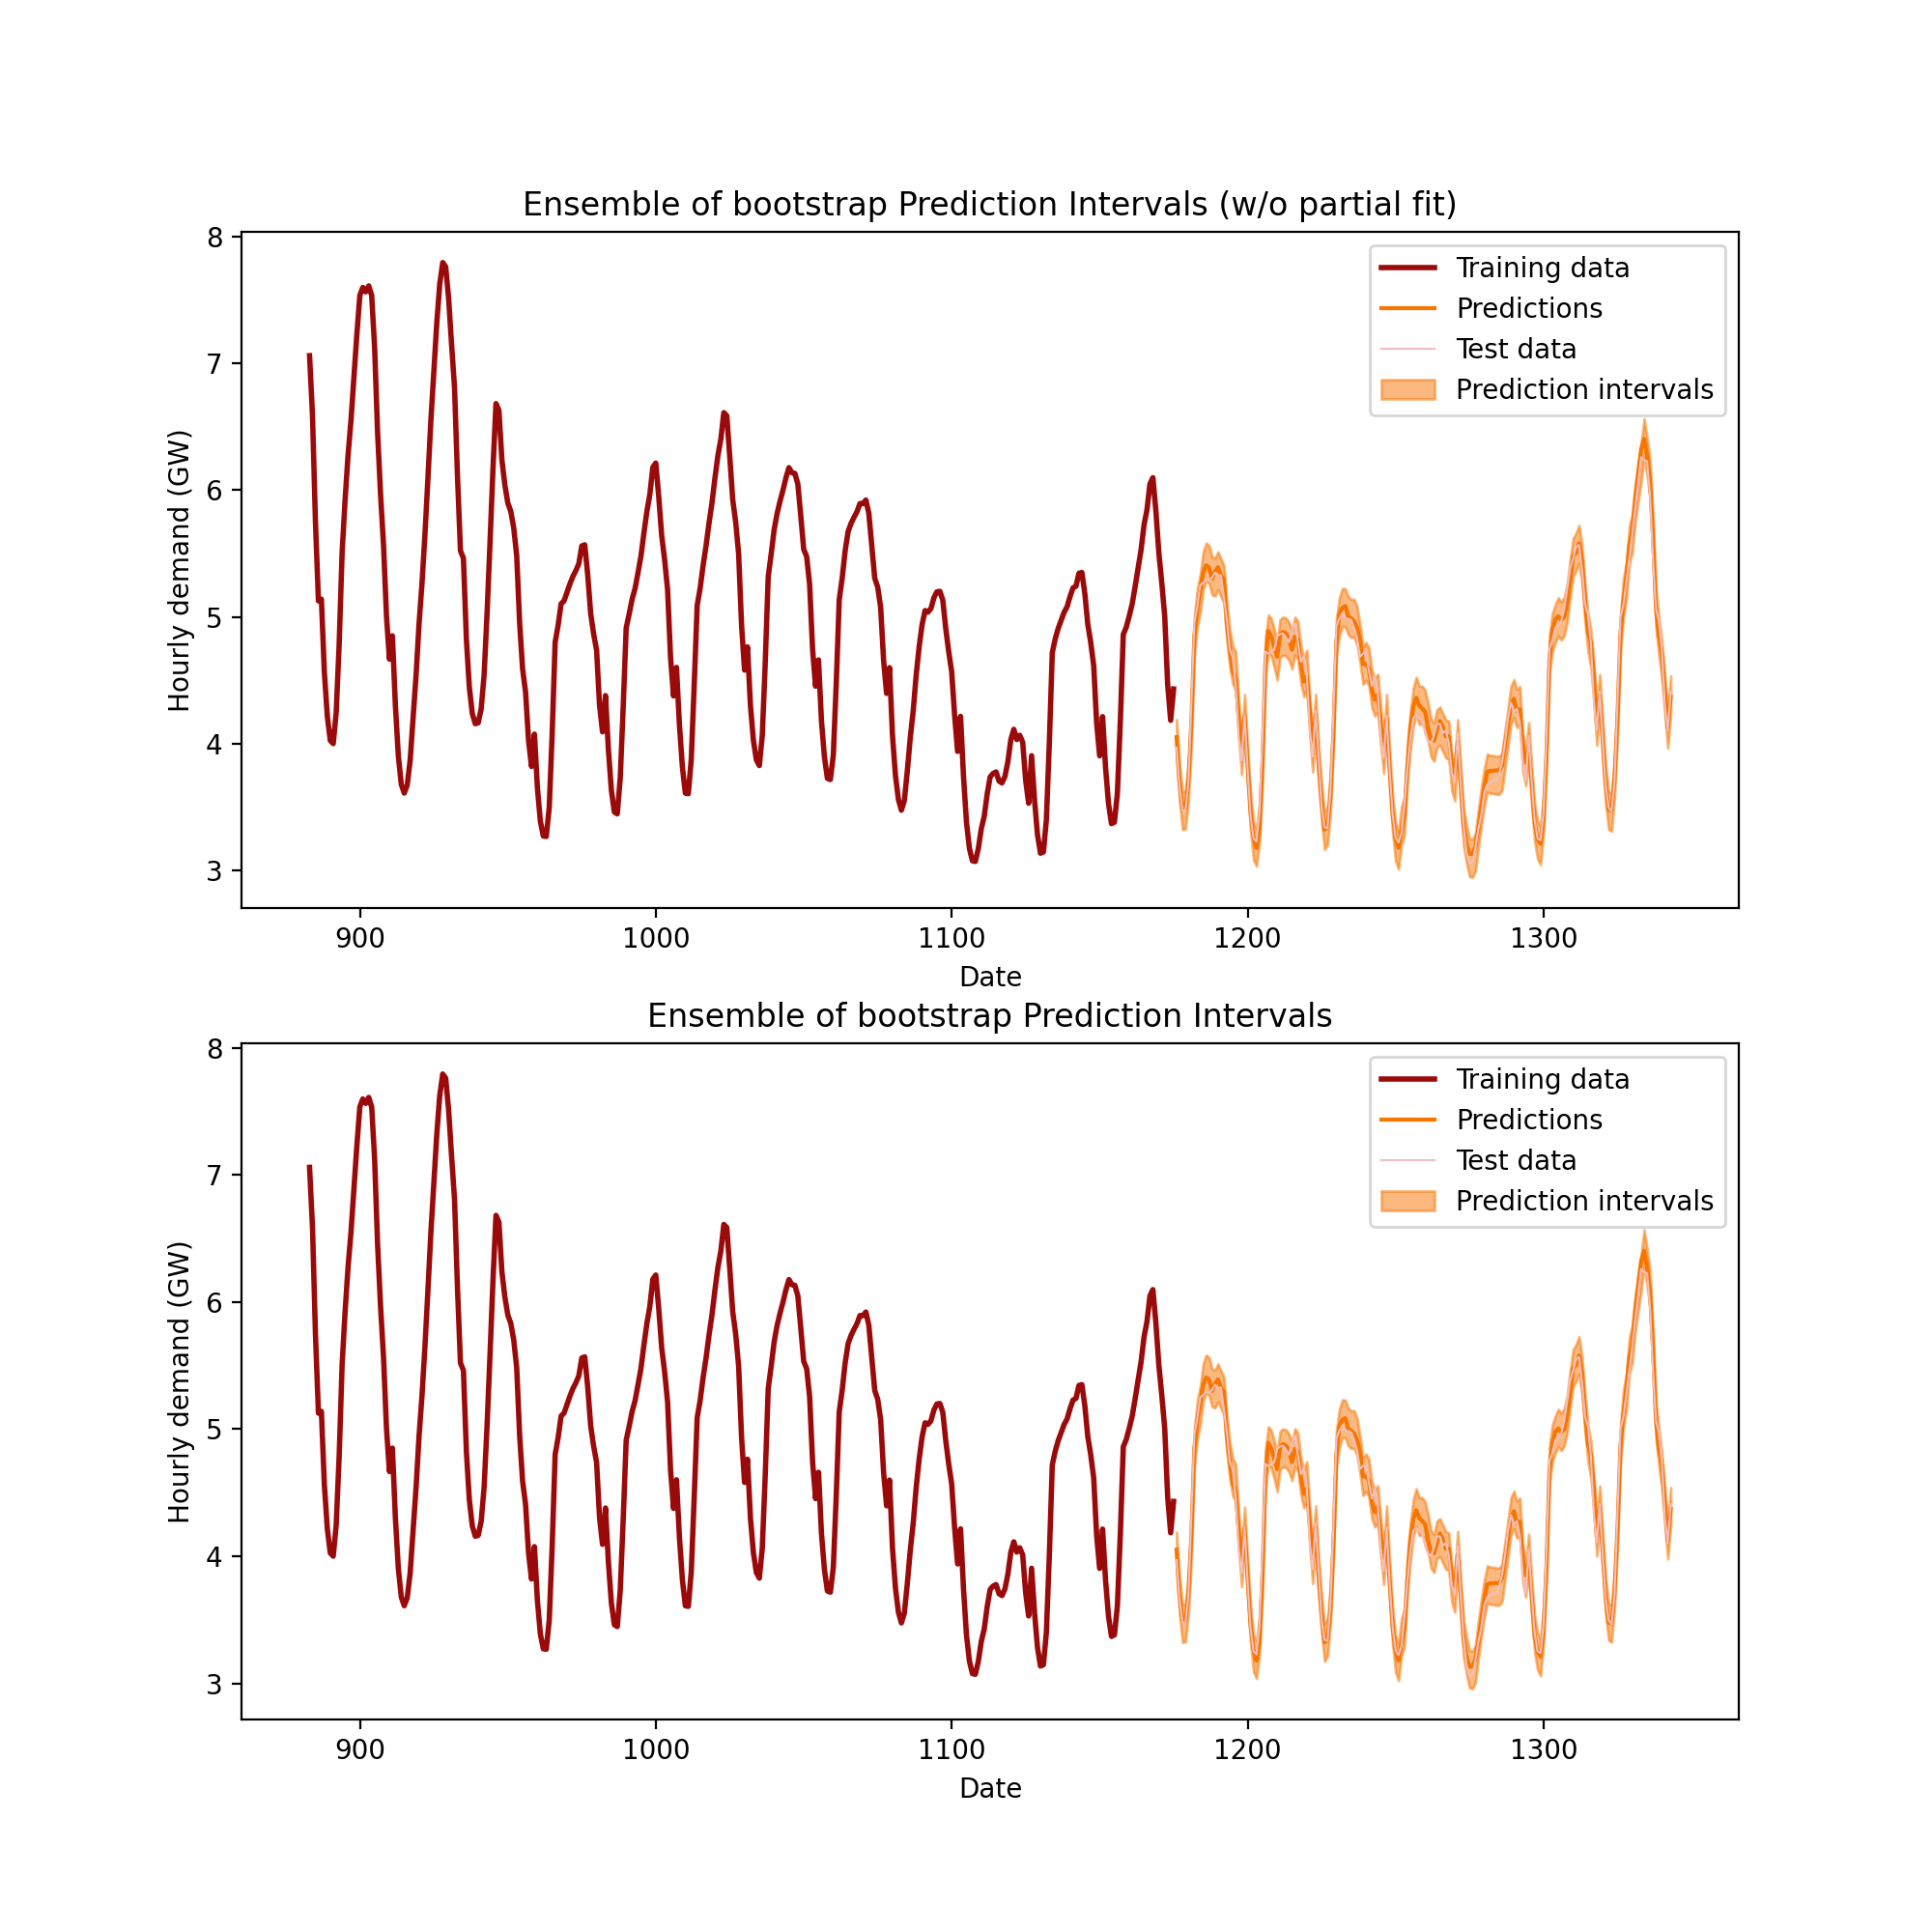 Ensemble of bootstrap Prediction Intervals (w/o partial fit)
8
7
6
5
4
3
Hourly demand (GW)
Training data
Predictions
Test data
Prediction intervals
900 1000 1100 1200 1300
Date
Ensemble of bootstrap Prediction Intervals
8
7
6
5
4
3
Hourly demand (GW)
Training data
Predictions
Test data
Prediction intervals
900 1000 1100 1200 1300
Date